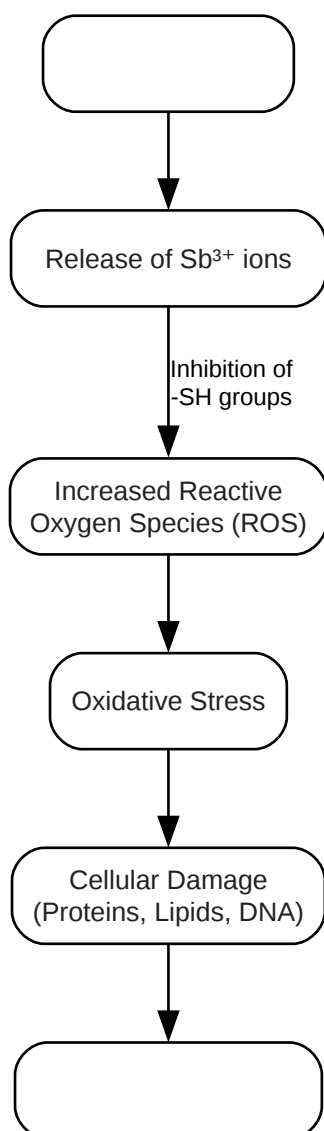 Release of Sb³⁺ ions
Inhibition of
-SH groups
Increased Reactive
Oxygen Species (ROS)
Oxidative Stress
Cellular Damage
(Proteins, Lipids, DNA)